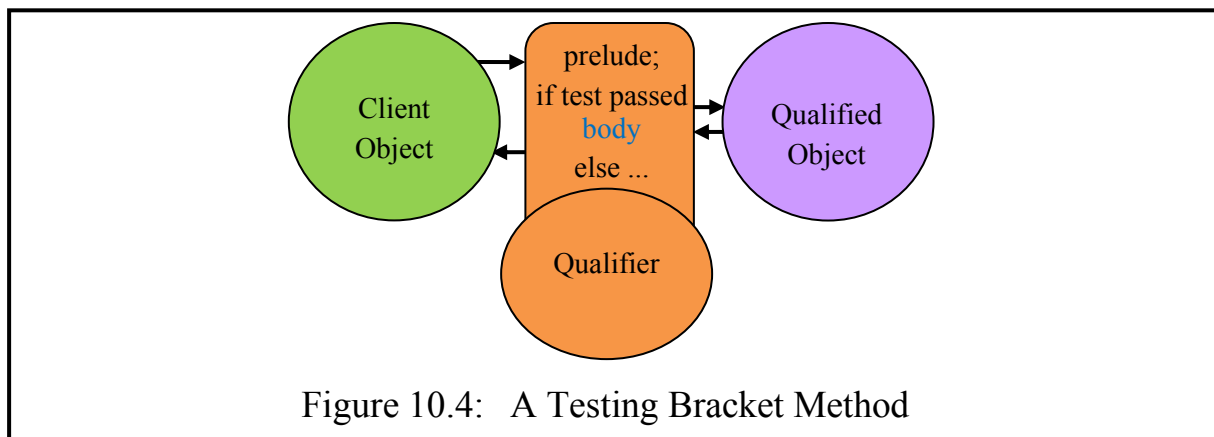 Client
Object
prelude;
if test passed
body
else ...
Qualifier
Qualified
Object
Figure 10.4: A Testing Bracket Method